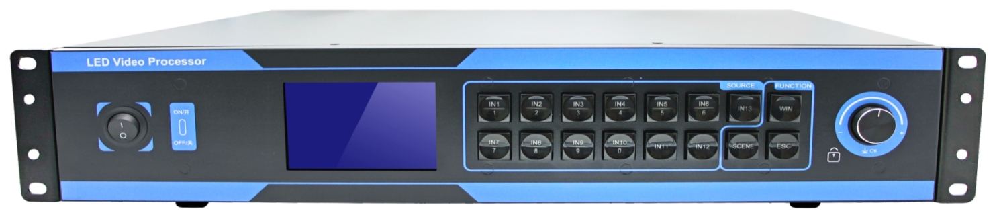 LED Video Processor
ON/开
OFF/关
SOURCE
FUNCTION
IN1
1
IN2
2
IN3
3
IN4
4
IN5
5
IN6
6
IN13
WIN
IN7
7
IN8
8
IN9
9
IN10
0
IN11
IN12
SCENE
ESC
I
O
-
+
OK